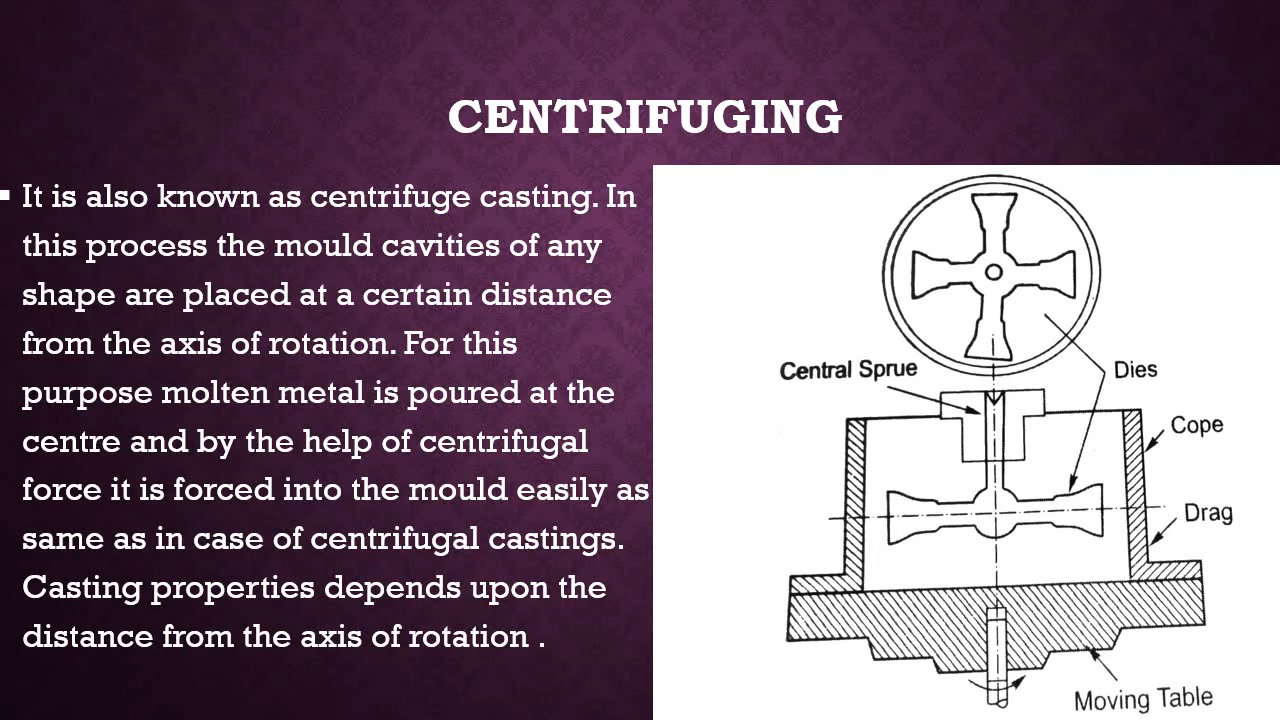 CENTRIFUGING
▪ It is also known as centrifuge casting. In
this process the mould cavities of any
shape are placed at a certain distance
from the axis of rotation. For this
purpose molten metal is poured at the
centre and by the help of centrifugal
force it is forced into the mould easily as
same as in case of centrifugal castings.
Casting properties depends upon the
distance from the axis of rotation .
Central Sprue
Dies
Cope
Drag
Moving Table